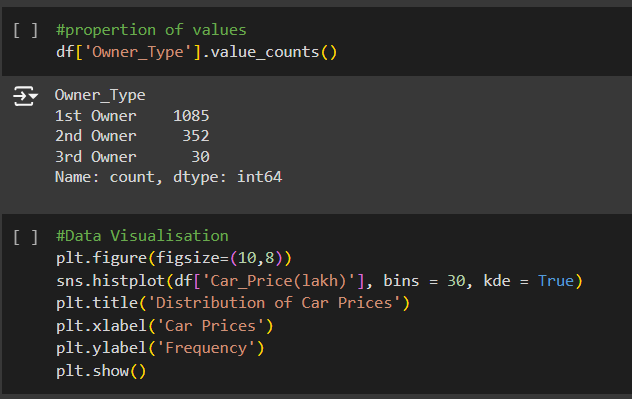 [ ] #propertion of values
df['Owner_Type'].value_counts()
Owner_Type
1st Owner    1085
2nd Owner     352
3rd Owner      30
Name: count, dtype: int64
[ ] #Data Visualisation
plt.figure(figsize=(10,8))
sns.histplot(df['Car_Price(lakh)'], bins = 30, kde = True)
plt.title('Distribution of Car Prices')
plt.xlabel('Car Prices')
plt.ylabel('Frequency')
plt.show()